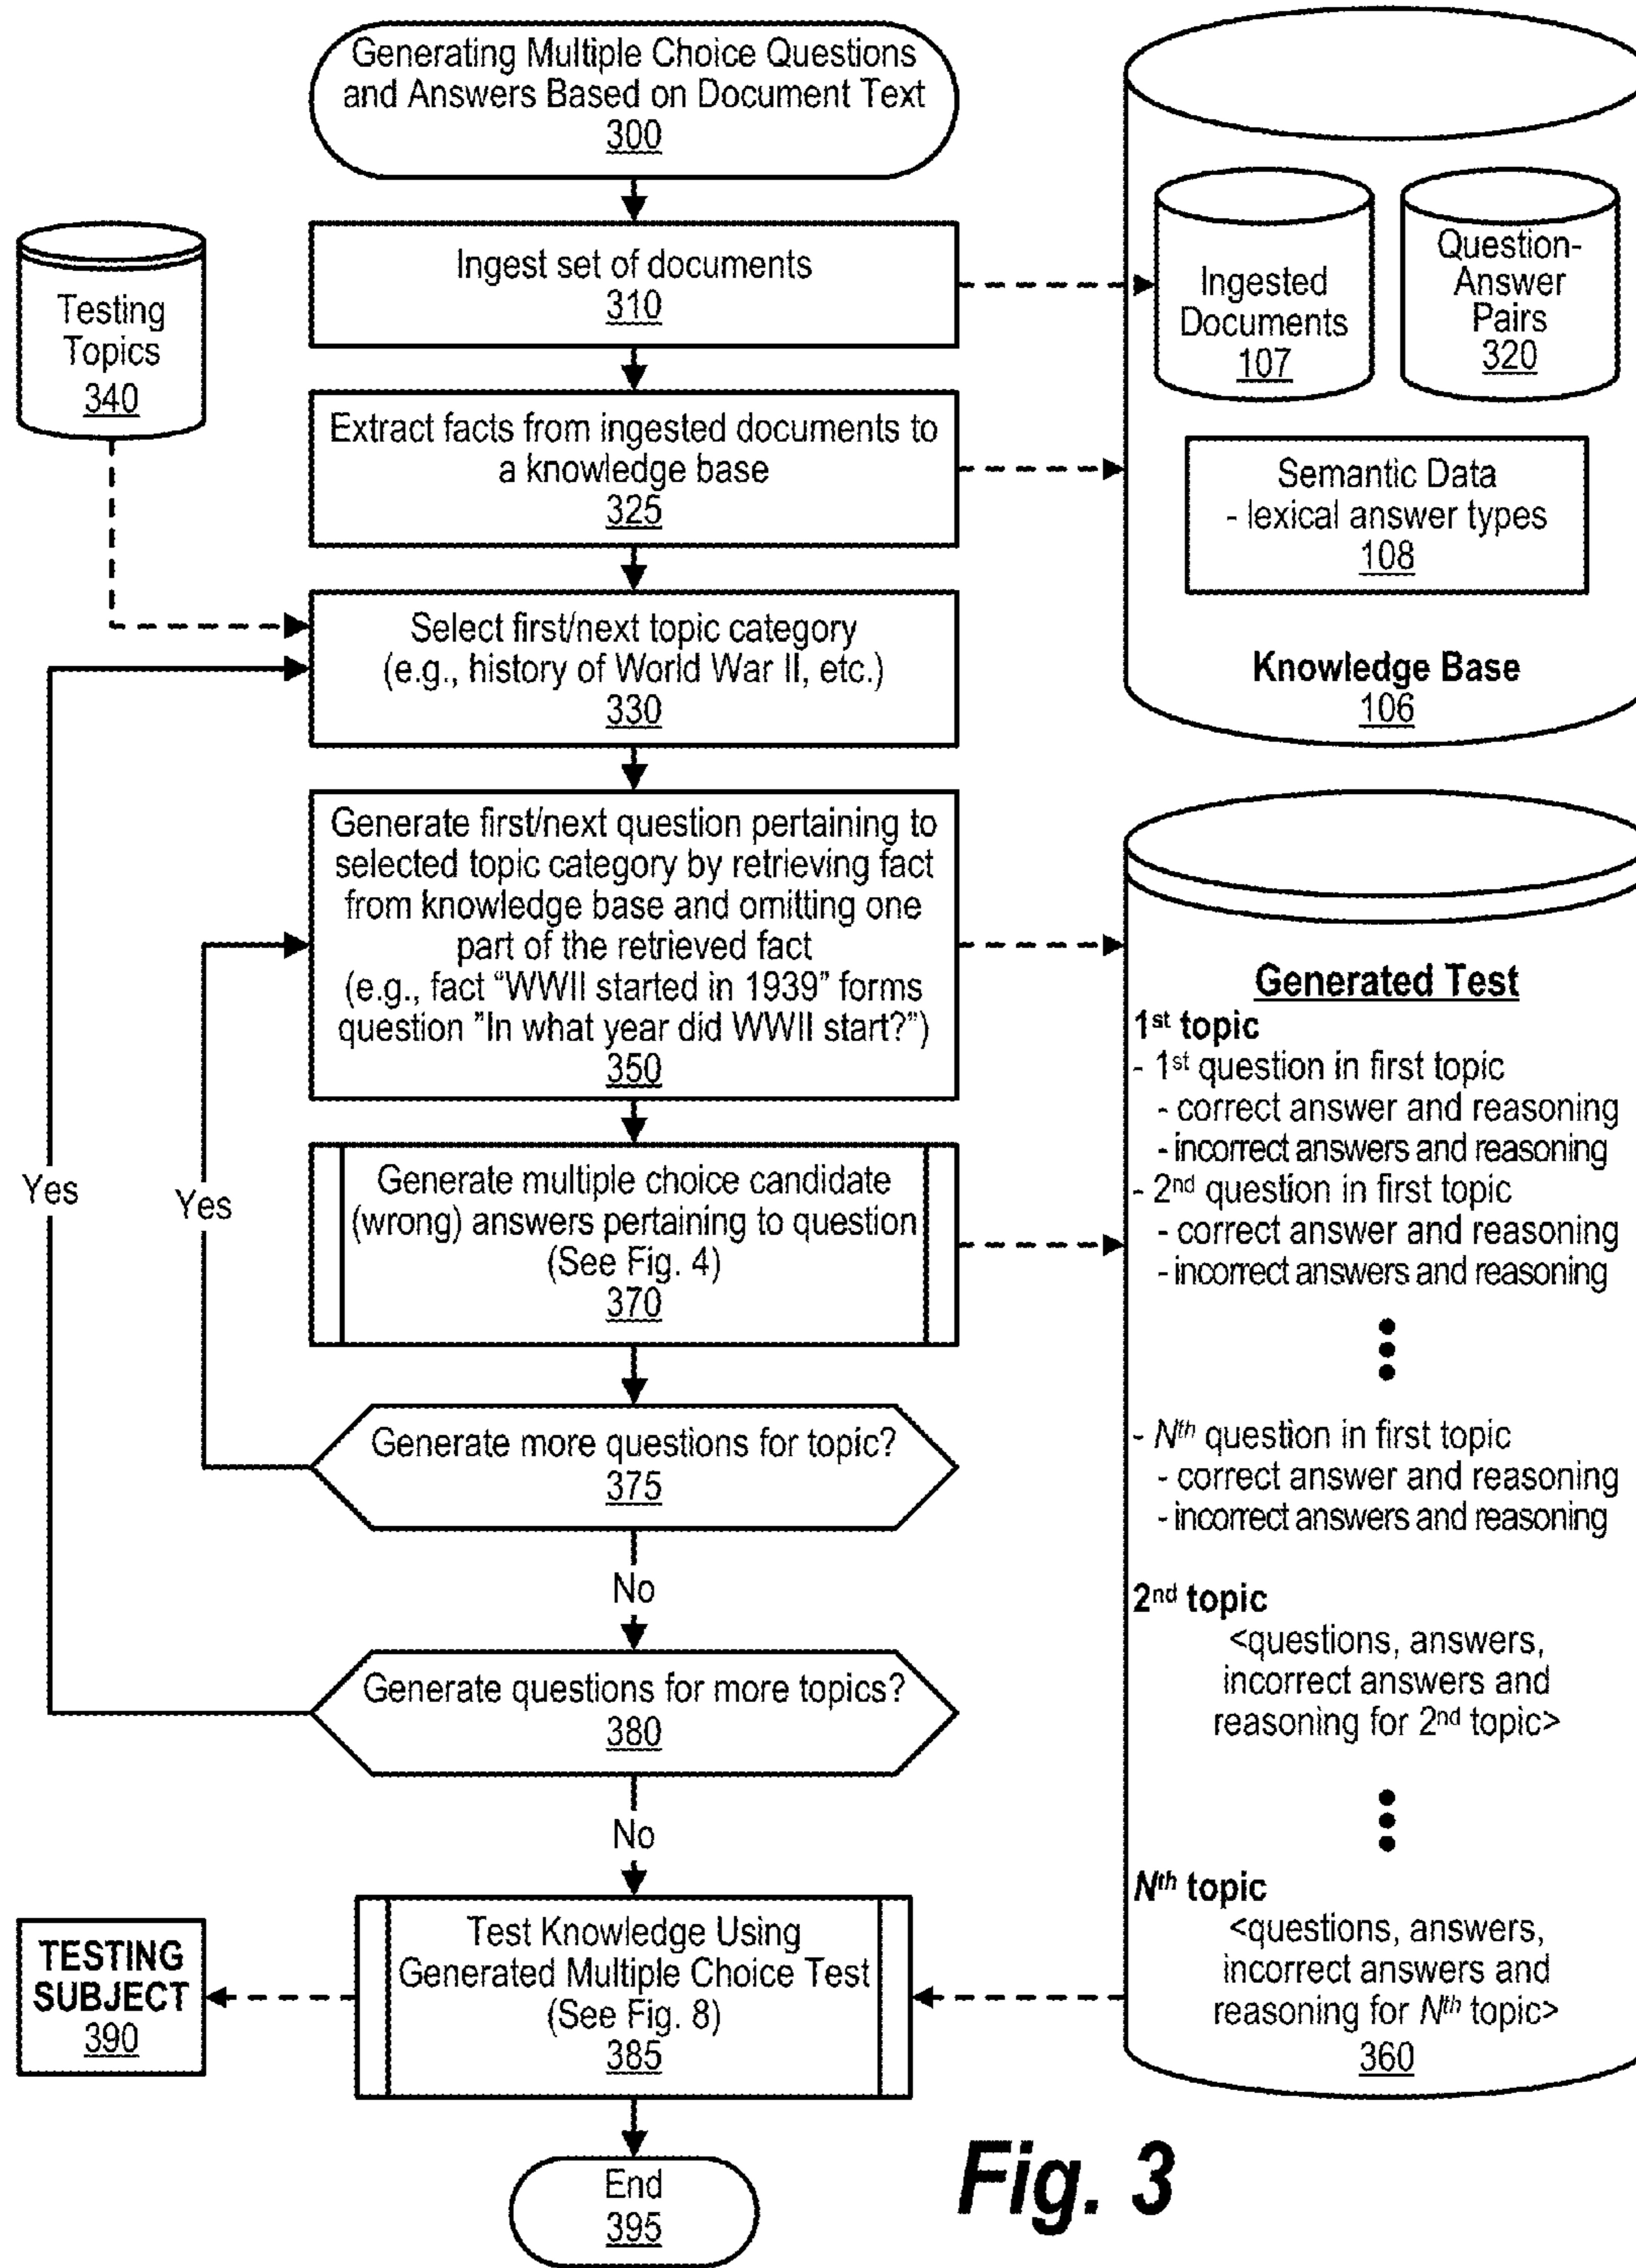 Generating Multiple Choice Questions
and Answers Based on Document Text
300
Ingest set of documents
310
Extract facts from ingested documents to
a knowledge base
325
Testing
Topics
340
Select first/next topic category
(e.g., history of World War II, etc.)
330
Generate first/next question pertaining to
selected topic category by retrieving fact
from knowledge base and omitting one
part of the retrieved fact
(e.g., fact “WWII started in 1939” forms
question ”In what year did WWII start?”)
350
Generate multiple choice candidate
(wrong) answers pertaining to question
(See Fig. 4)
370
Yes
Yes
Generate more questions for topic?
375
No
Generate questions for more topics?
380
No
Test Knowledge Using
Generated Multiple Choice Test
(See Fig. 8)
385
TESTING
SUBJECT
390
End
395
Ingested
Documents
107
Question-
Answer
Pairs
320
Semantic Data
- lexical answer types
108
Knowledge Base
106
Generated Test
1st topic
- 1st question in first topic
- correct answer and reasoning
- incorrect answers and reasoning
- 2nd question in first topic
- correct answer and reasoning
- incorrect answers and reasoning
- Nth question in first topic
- correct answer and reasoning
- incorrect answers and reasoning
2nd topic
<questions, answers,
incorrect answers and
reasoning for 2nd topic>
Nth topic
<questions, answers,
incorrect answers and
reasoning for Nth topic>
360
Fig. 3